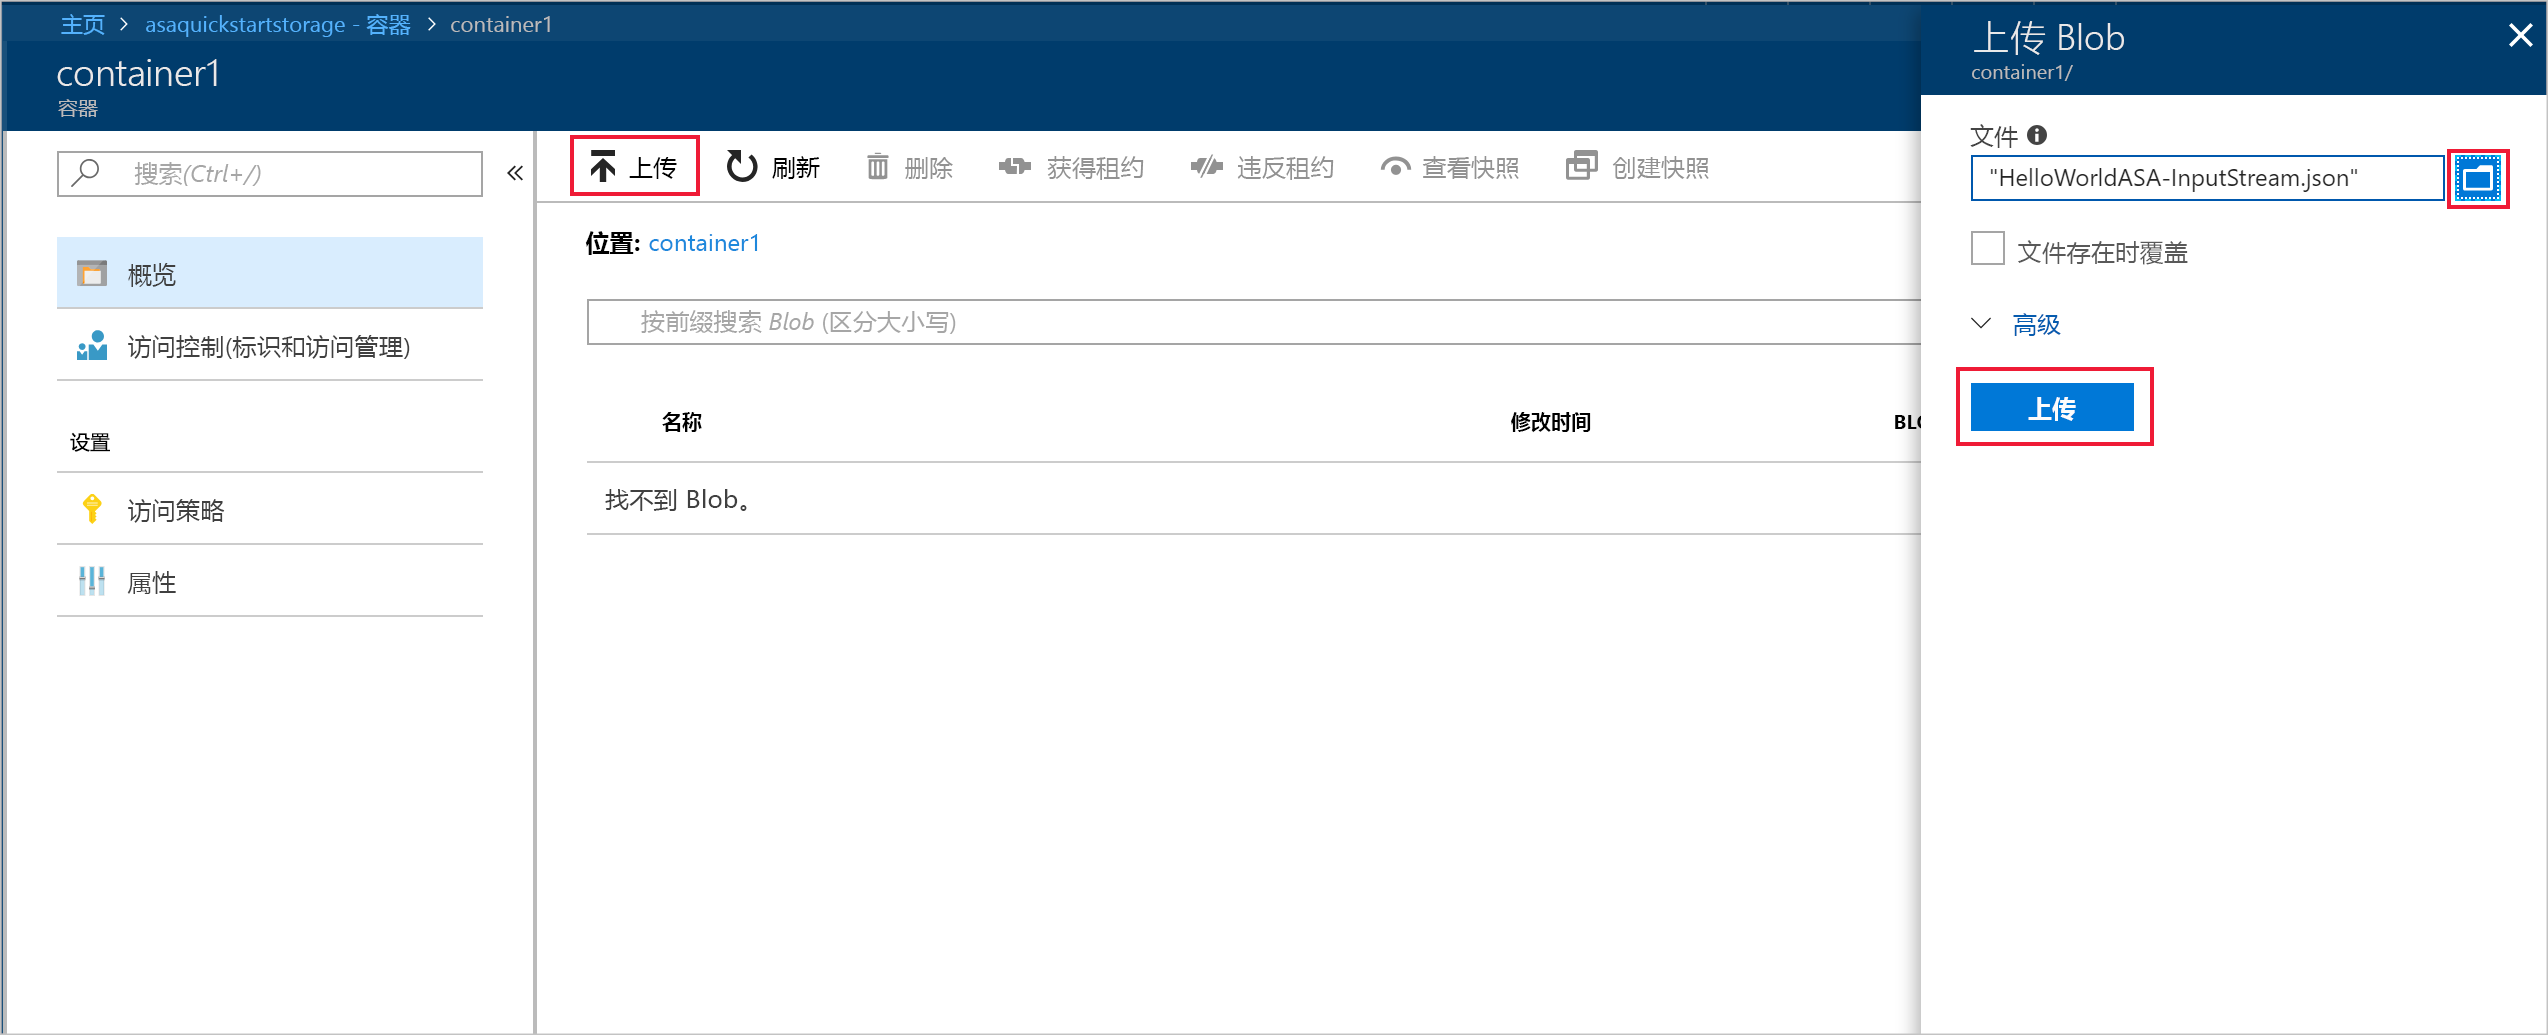 主页 > asaquickstartstorage - 容器 > container1
container1
容器
搜索(Ctrl+/)
«
概览
访问控制(标识和访问管理)
设置
访问策略
属性
上传 刷新 删除 获得租约 违反租约 查看快照 创建快照
位置: container1
按前缀搜索 Blob (区分大小写)
名称 修改时间
找不到 Blob。
上传 Blob
container1/
文件
"HelloWorldASA-InputStream.json"
文件存在时覆盖
高级
上传